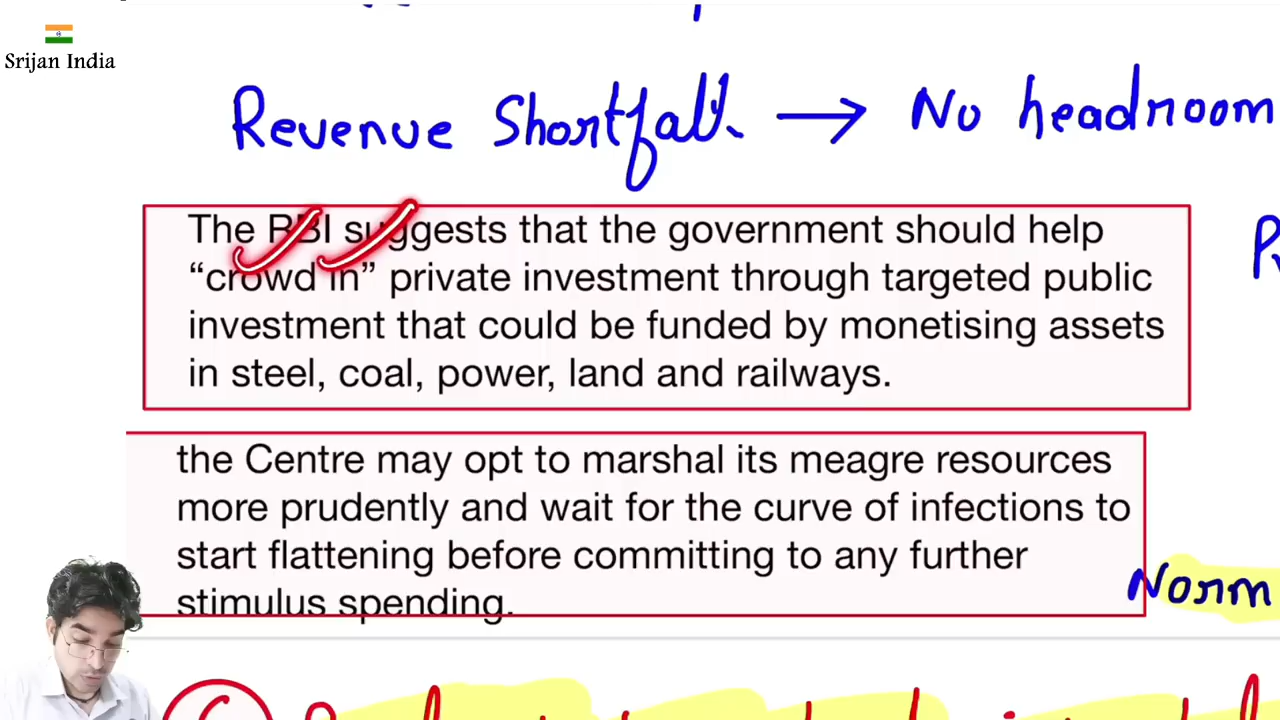 Srijan India
Revenue Shortfall → No headroom
The RBI suggests that the government should help
“crowd in” private investment through targeted public
investment that could be funded by monetising assets
in steel, coal, power, land and railways.
the Centre may opt to marshal its meagre resources
more prudently and wait for the curve of infections to
start flattening before committing to any further
stimulus spending.
Norm